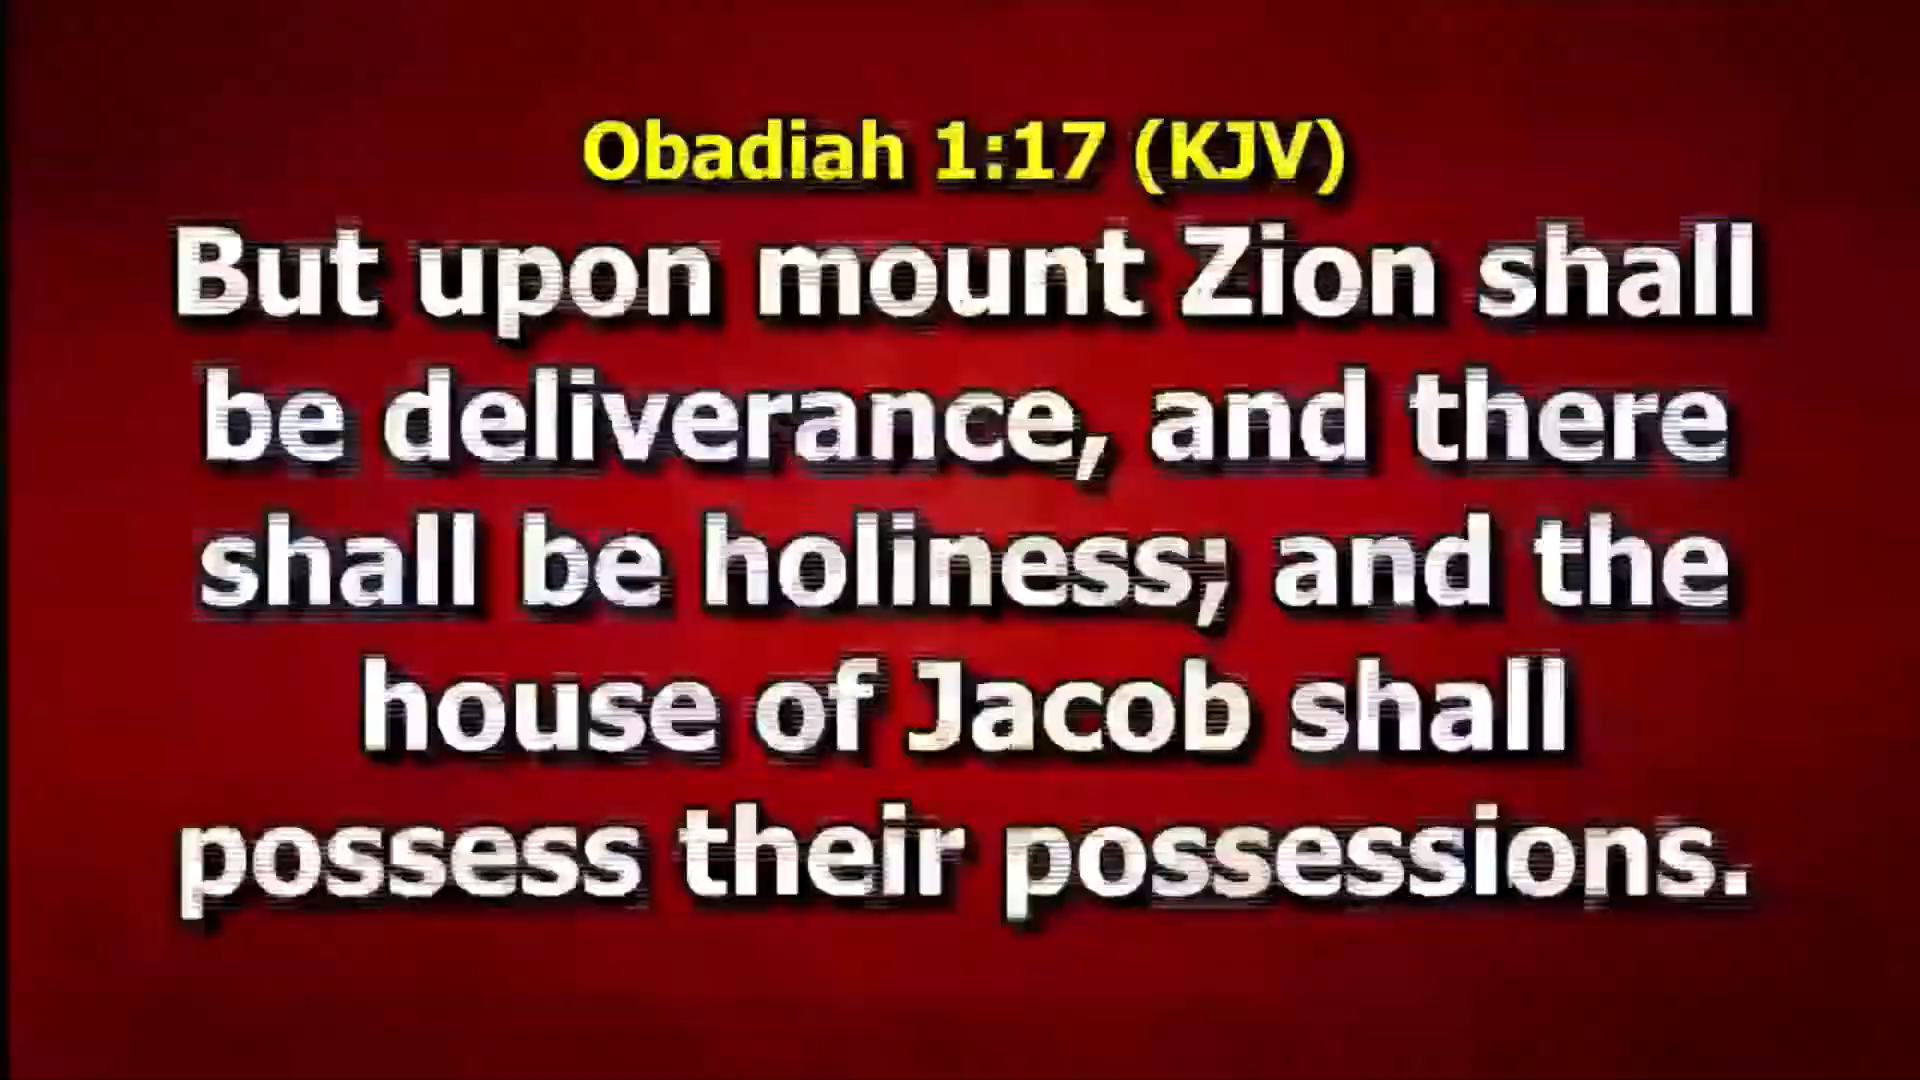 Obadiah 1:17 (KJV)
But upon mount Zion shall
be deliverance, and there
shall be holiness; and the
house of Jacob shall
possess their possessions.